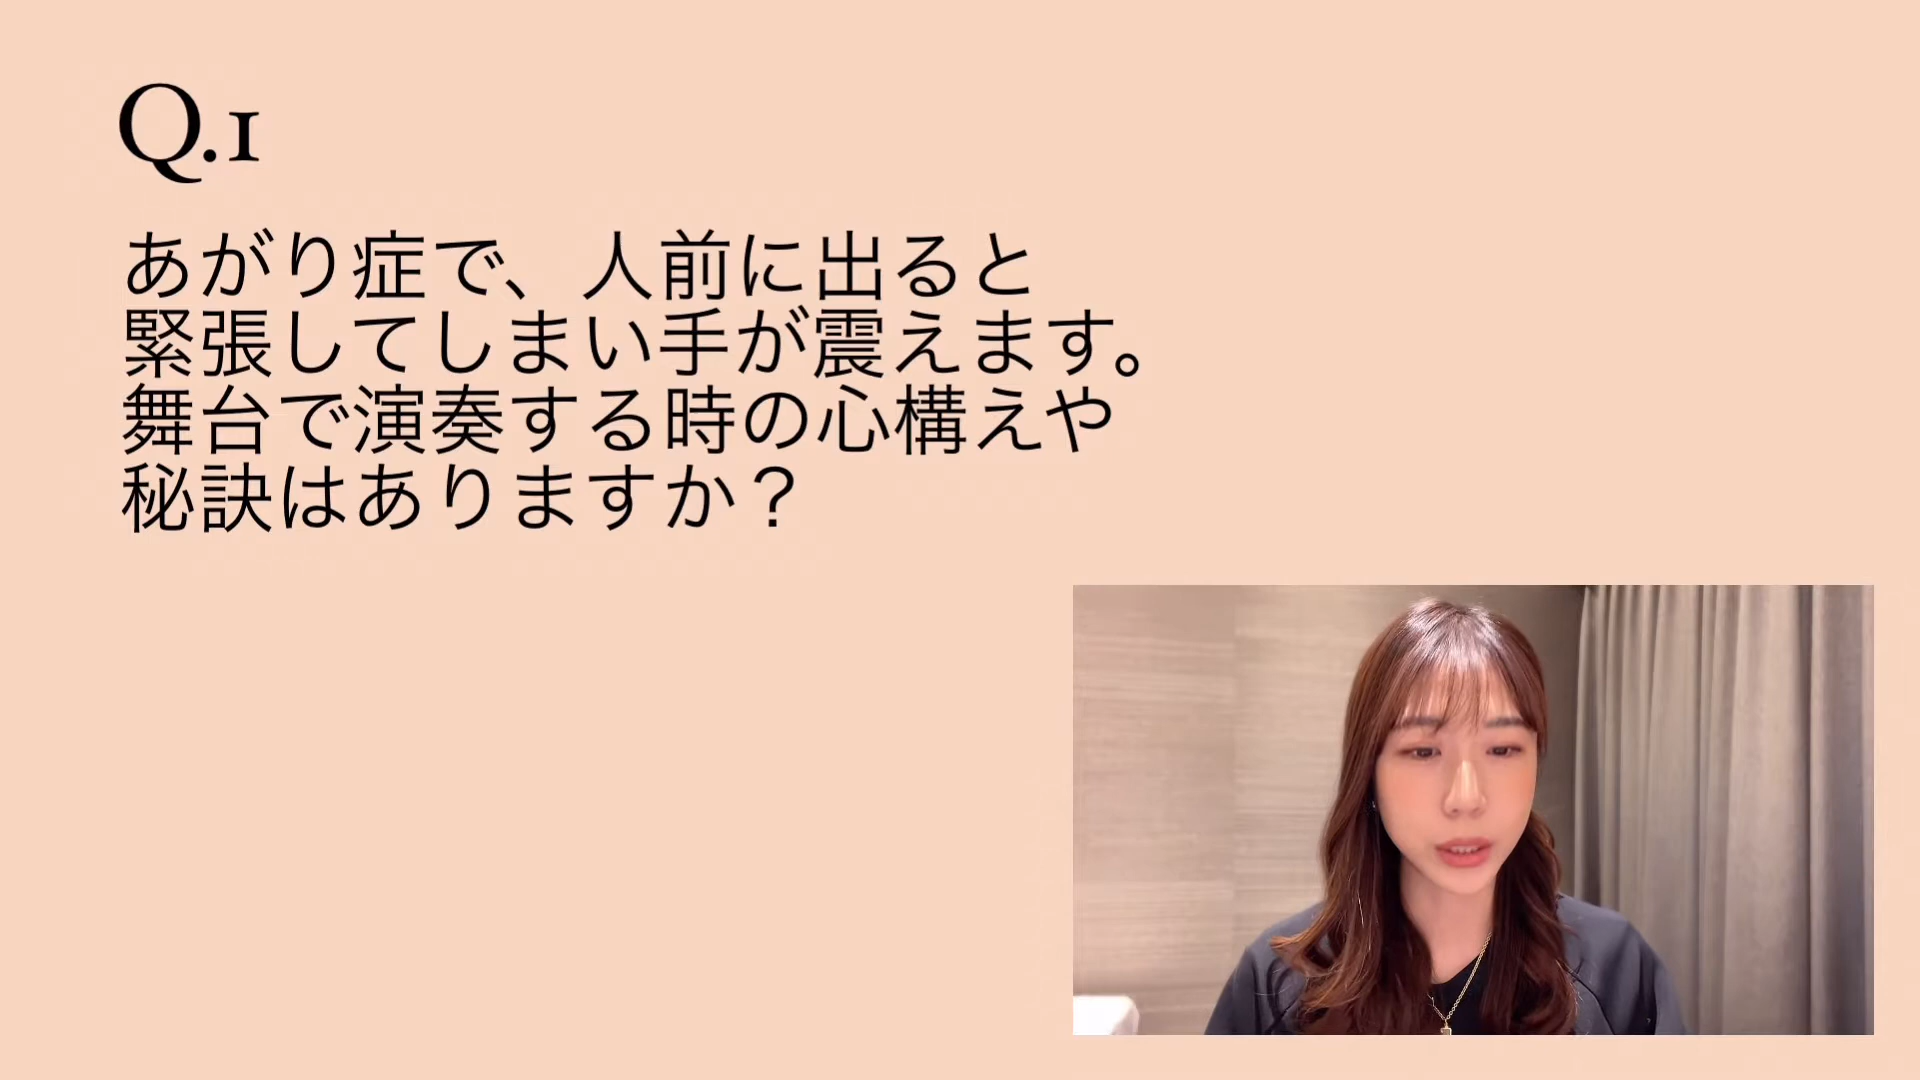 Q.1
あがり症で、人前に出ると
緊張してしまい手が震えます。
舞台で演奏する時の心構えや
秘訣はありますか？